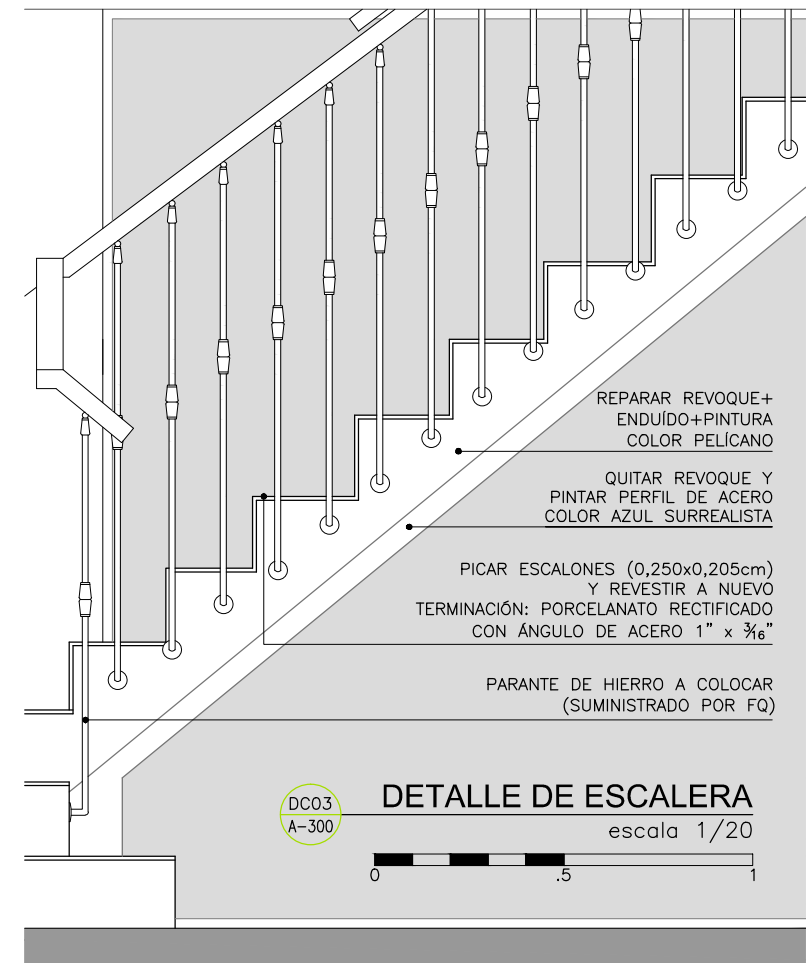 REPARAR REVOQUE+
ENDUÍDO+PINTURA
COLOR PELÍCANO
QUITAR REVOQUE Y
PINTAR PERFIL DE ACERO
COLOR AZUL SURREALISTA
PICAR ESCALONES (0,250x0,205cm)
Y REVESTIR A NUEVO
TERMINACIÓN: PORCELANATO RECTIFICADO
CON ÁNGULO DE ACERO 1" x 3/16"
PARANTE DE HIERRO A COLOCAR
(SUMINISTRADO POR FQ)
DC03
A-300
DETALLE DE ESCALERA
escala 1/20
0 .5 1